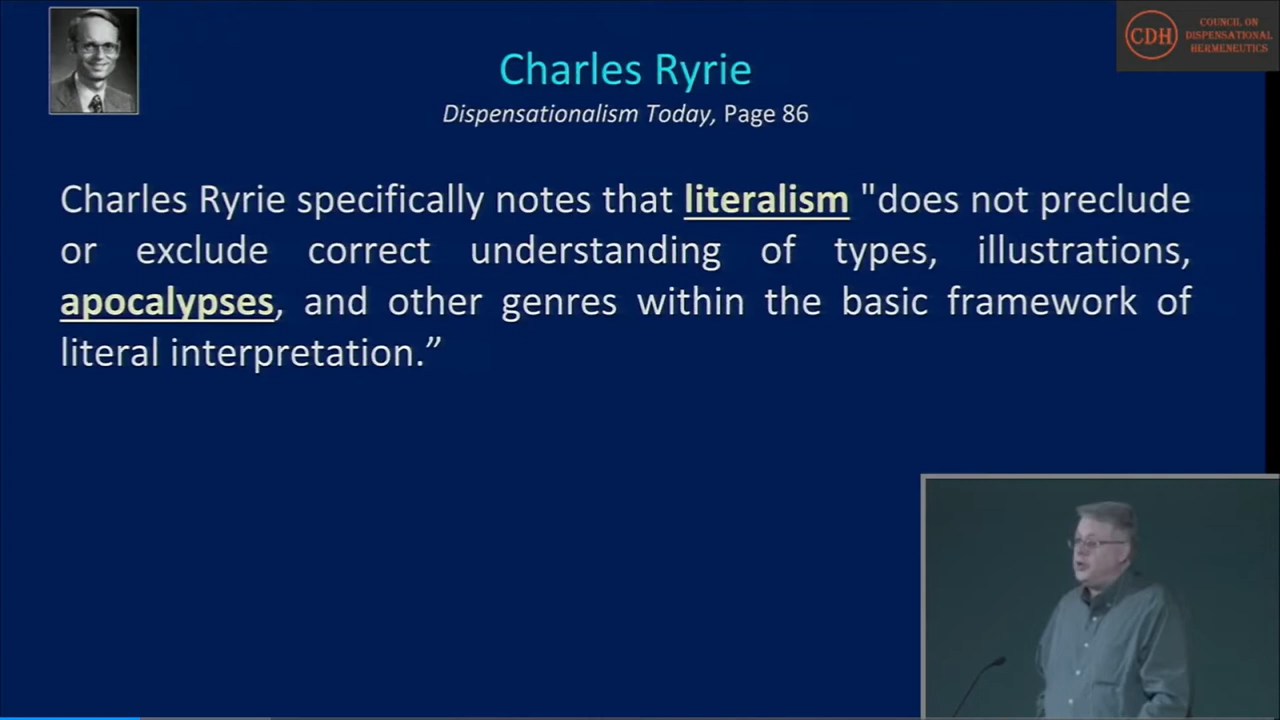 CDH
COUNCIL ON
DISPENSATIONAL
HERMENEUTICS
Charles Ryrie
Dispensationalism Today, Page 86
Charles Ryrie specifically notes that literalism "does not preclude
or exclude correct understanding of types, illustrations,
apocalypses, and other genres within the basic framework of
literal interpretation.”